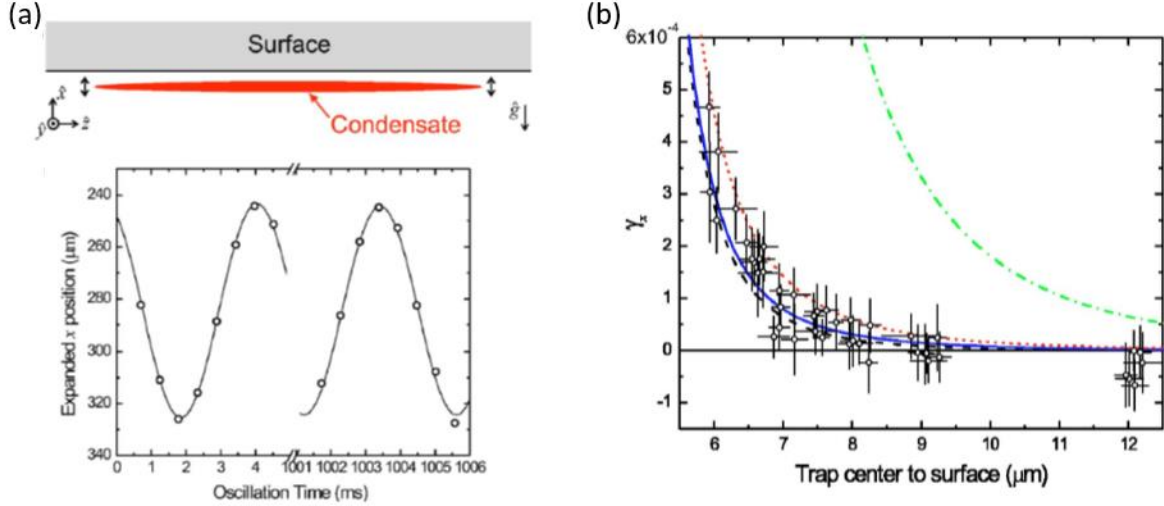 (a)
Surface
Condensate
x̂
ŷ
ẑ
Expanded x position (μm)
240
260
280
300
320
340
0 1 2 3 4 1001 1002 1003 1004 1005 1006
Oscillation Time (ms)
(b)
6x10⁻⁴
5
4
3
2
1
0
-1
γₓ
6 7 8 9 10 11 12
Trap center to surface (μm)